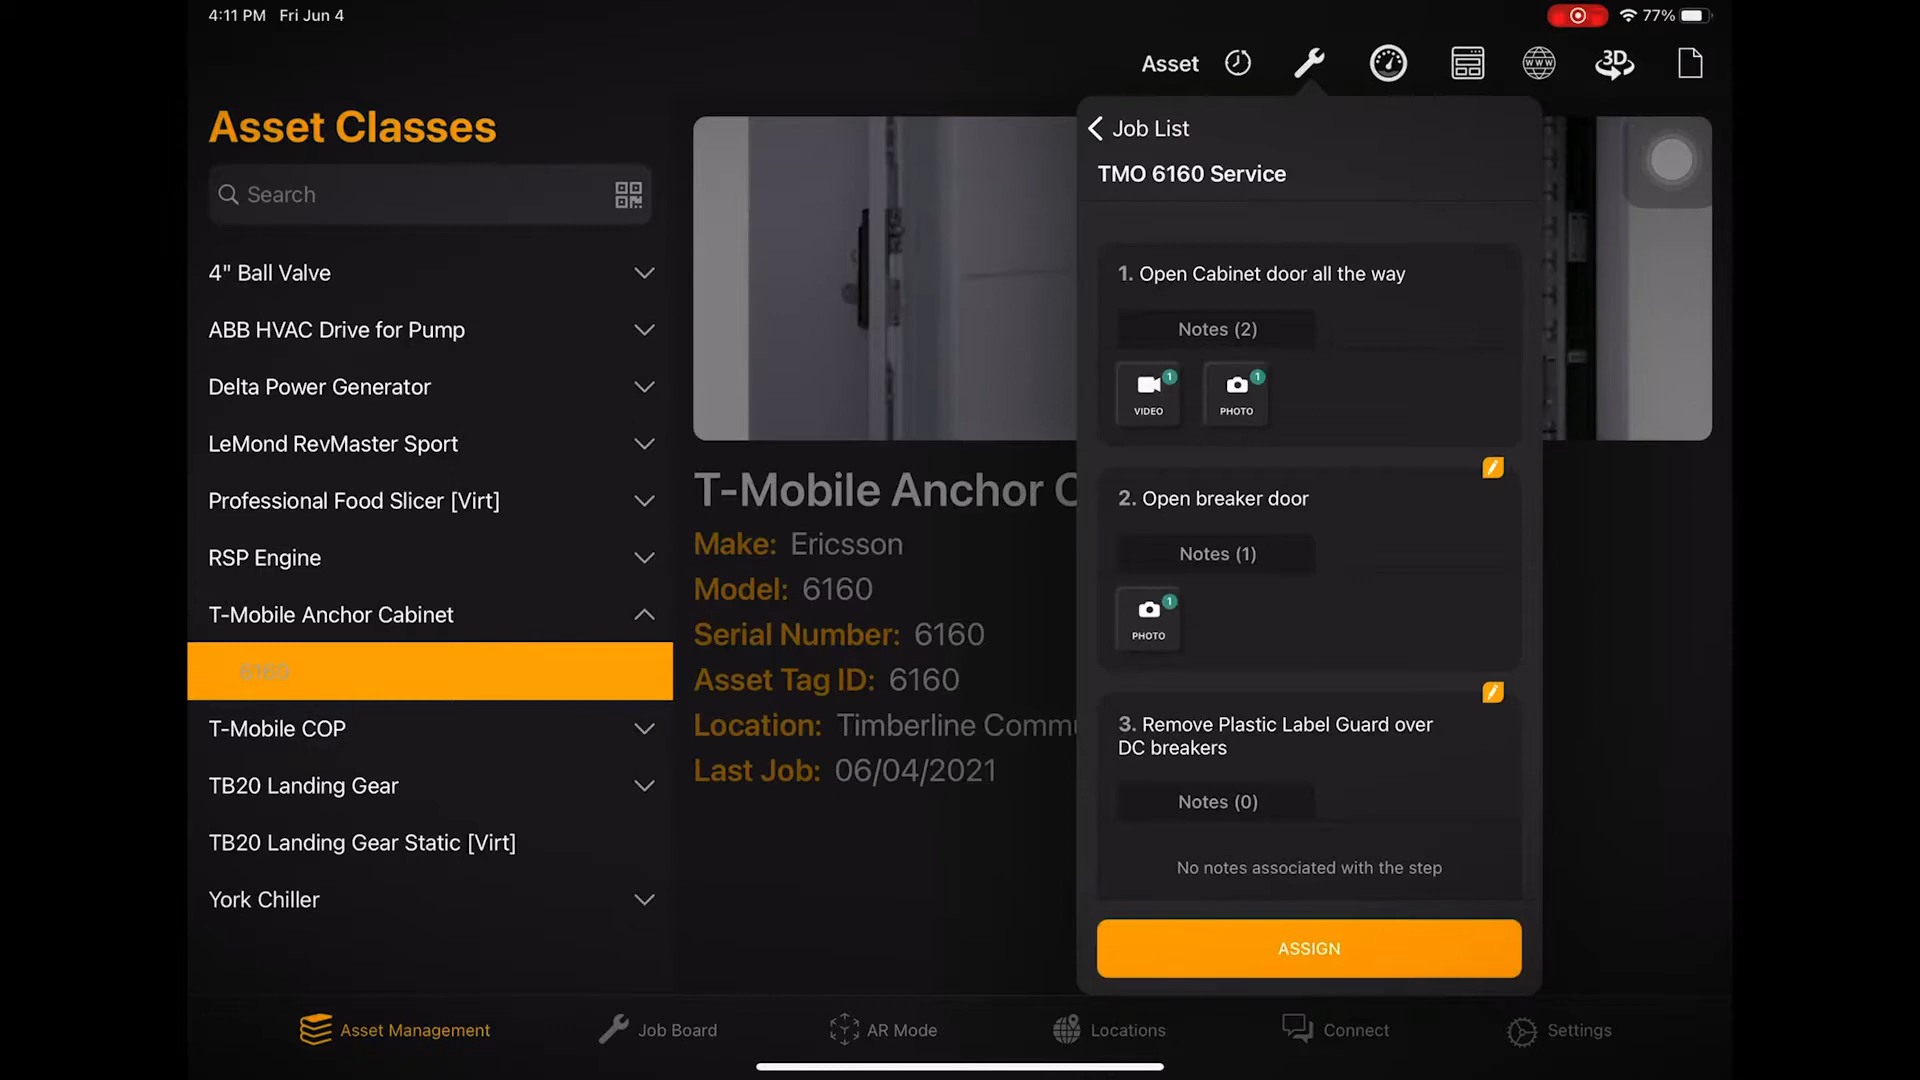 4:11 PM Fri Jun 4
77%
Asset
WWW
3D
Asset Classes
Search
4" Ball Valve
ABB HVAC Drive for Pump
Delta Power Generator
LeMond RevMaster Sport
Professional Food Slicer [Virt]
RSP Engine
T-Mobile Anchor Cabinet
6160
T-Mobile COP
TB20 Landing Gear
TB20 Landing Gear Static [Virt]
York Chiller
T-Mobile Anchor C
Make: Ericsson
Model: 6160
Serial Number: 6160
Asset Tag ID: 6160
Location: Timberline Commu
Last Job: 06/04/2021
Job List
TMO 6160 Service
1. Open Cabinet door all the way
Notes (2)
1
VIDEO
1
PHOTO
2. Open breaker door
Notes (1)
1
PHOTO
3. Remove Plastic Label Guard over
DC breakers
Notes (0)
No notes associated with the step
ASSIGN
Asset Management
Job Board
AR Mode
Locations
Connect
Settings